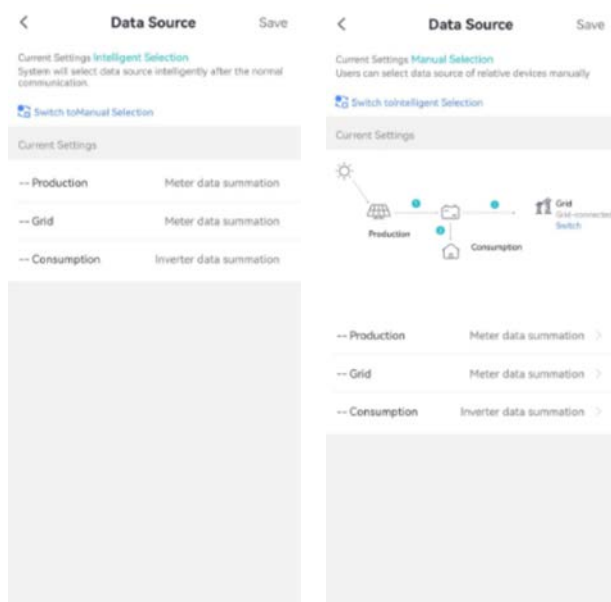 Data Source Save
Current Settings Intelligent Selection
System will select data source intelligently after the normal
communication.
Switch toManual Selection
Current Settings
-- Production Meter data summation
-- Grid Meter data summation
-- Consumption Inverter data summation
Data Source Save
Current Settings Manual Selection
Users can select data source of relative devices manually
Switch toIntelligent Selection
Current Settings
Grid
Grid-connected
Switch
Production
Consumption
-- Production Meter data summation
-- Grid Meter data summation
-- Consumption Inverter data summation